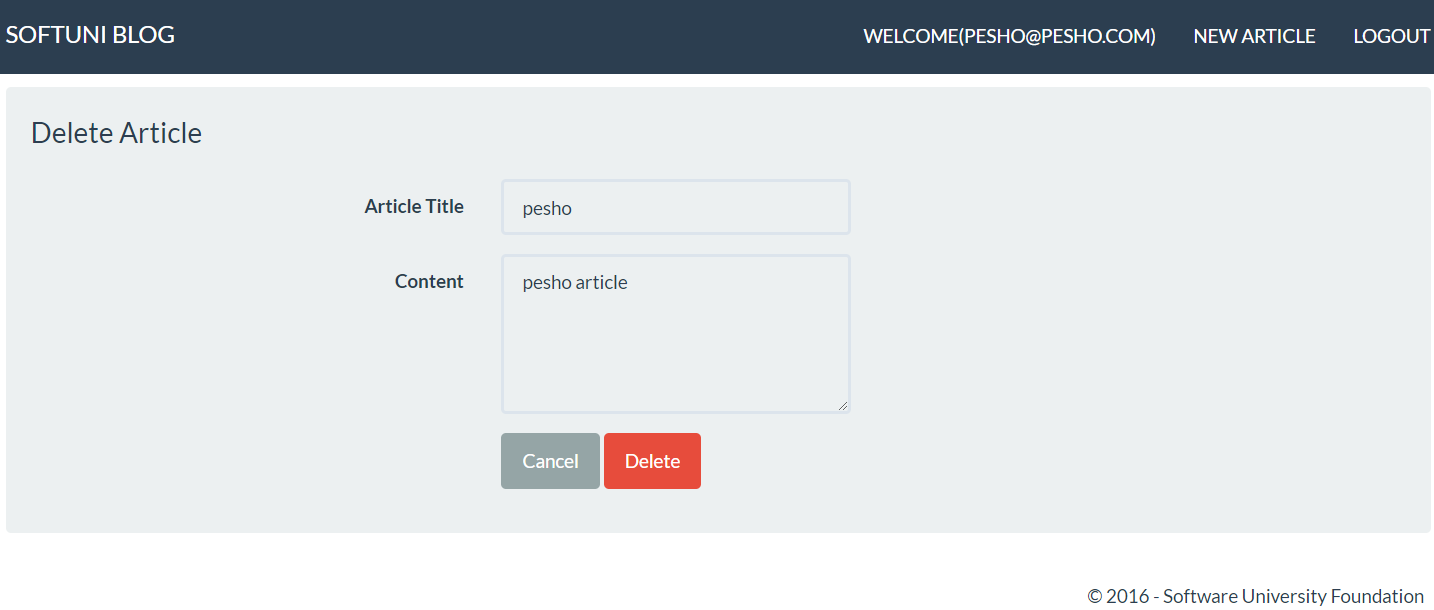 SOFTUNI BLOG WELCOME(PESHO@PESHO.COM) NEW ARTICLE LOGOUT
Delete Article
Article Title pesho
Content pesho article
Cancel Delete
© 2016 - Software University Foundation